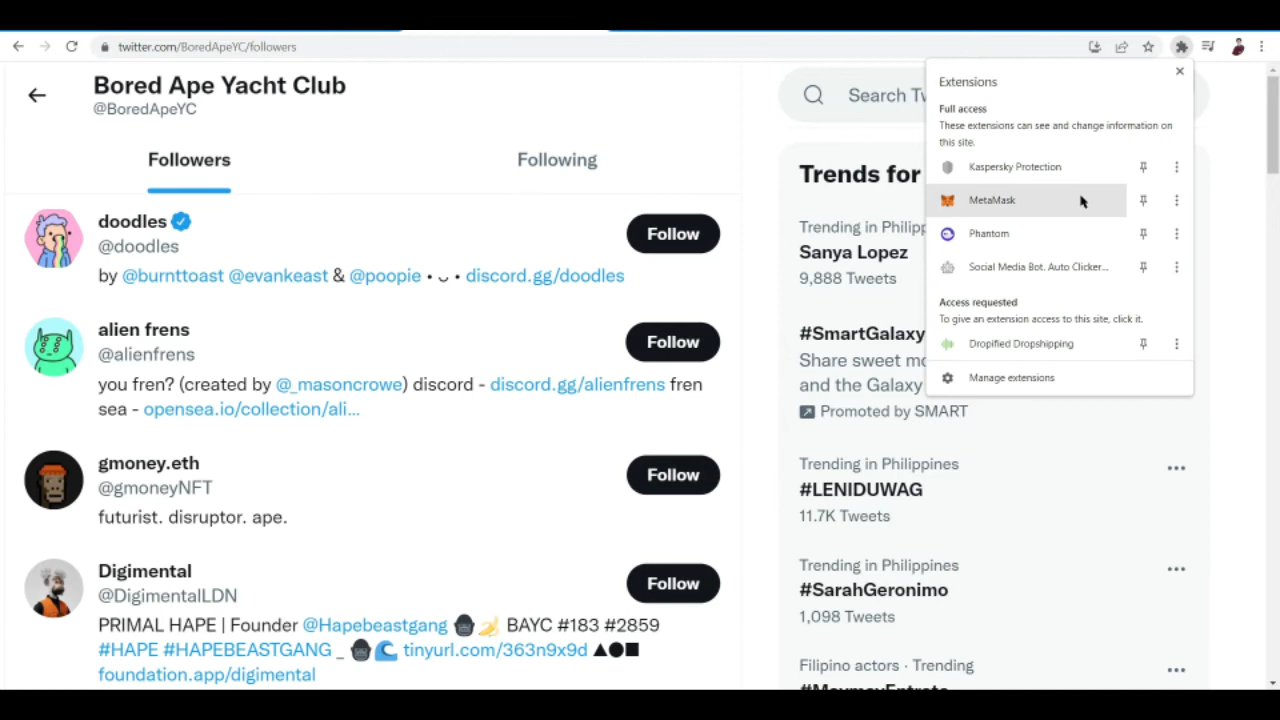 twitter.com/BoredApeYC/followers
Bored Ape Yacht Club
@BoredApeYC
Followers
Following
doodles
@doodles
Follow
by @burnttoast @evankeast & @poopie • ᴗ • discord.gg/doodles
alien frens
@alienfrens
Follow
you fren? (created by @_masoncrowe) discord - discord.gg/alienfrens fren
sea - opensea.io/collection/ali...
gmoney.eth
@gmoneyNFT
Follow
futurist. disruptor. ape.
Digimental
@DigimentalLDN
Follow
PRIMAL HAPE | Founder @Hapebeastgang 🦍 🍌 BAYC #183 #2859
#HAPE #HAPEBEASTGANG _ 🦍 🌊 tinyurl.com/363n9x9d ▲●■
foundation.app/digimental
Search Tw
Trends for
Trending in Philipp
Sanya Lopez
9,888 Tweets
#SmartGalaxy
Share sweet mo
and the Galaxy
Promoted by SMART
Trending in Philippines
#LENIDUWAG
11.7K Tweets
Trending in Philippines
#SarahGeronimo
1,098 Tweets
Filipino actors · Trending
Extensions
Full access
These extensions can see and change information on
this site.
Kaspersky Protection
MetaMask
Phantom
Social Media Bot. Auto Clicker...
Access requested
To give an extension access to this site, click it.
Dropified Dropshipping
Manage extensions